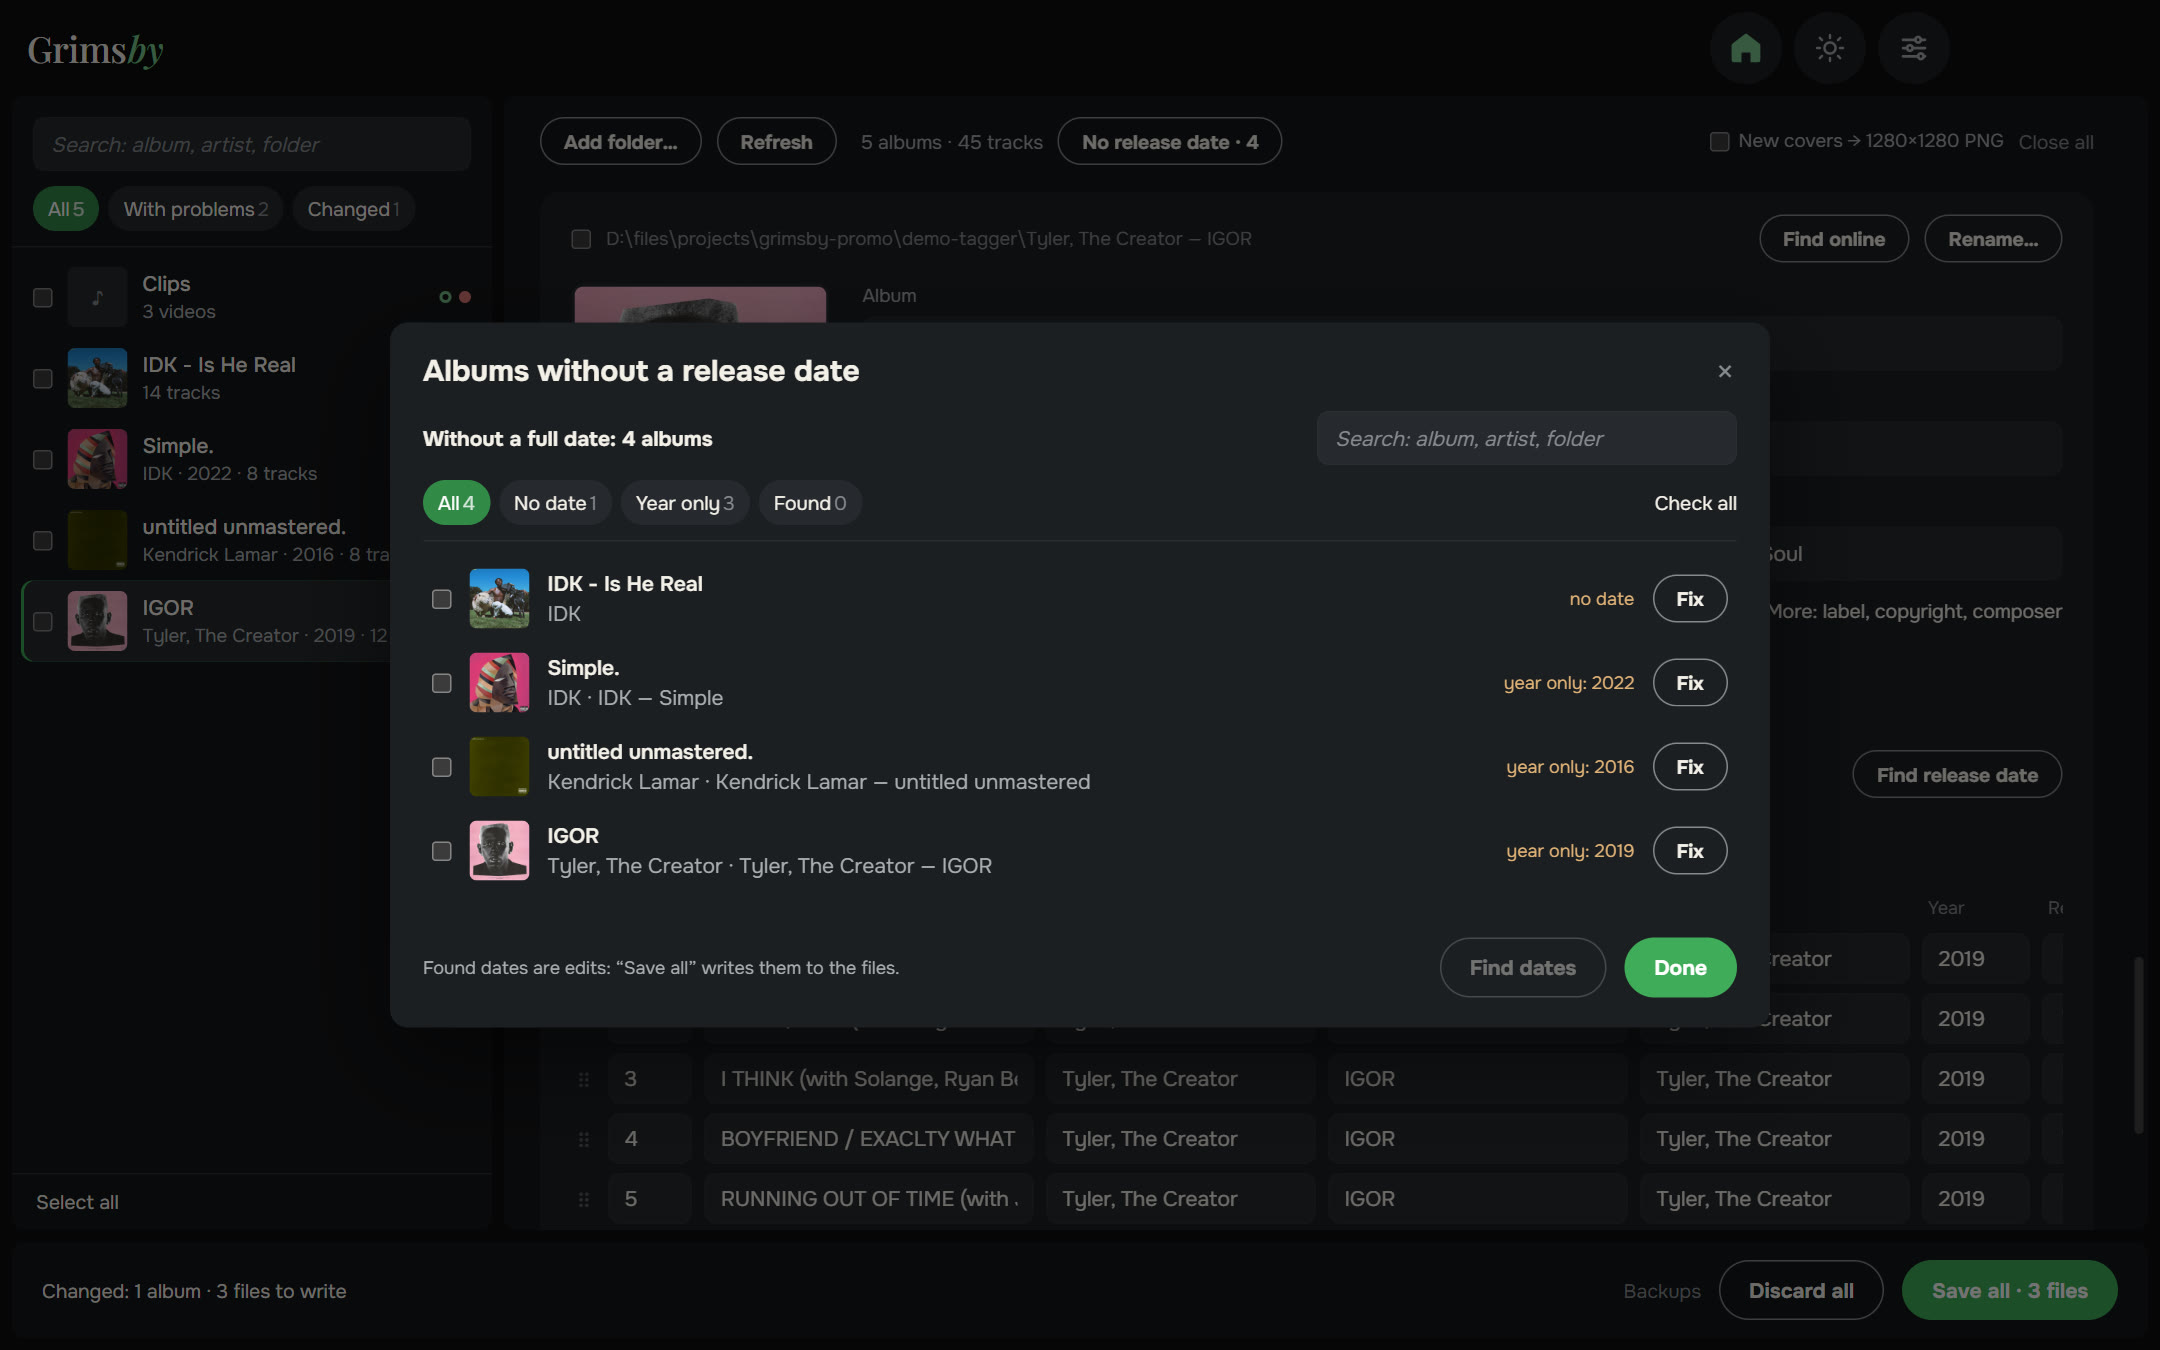 Grimsby
Search: album, artist, folder
All 5
With problems 2
Changed 1
Clips
3 videos
IDK - Is He Real
14 tracks
Simple.
IDK · 2022 · 8 tracks
untitled unmastered.
Kendrick Lamar · 2016 · 8 tra
IGOR
Tyler, The Creator · 2019 · 12
Select all
Add folder...
Refresh
5 albums · 45 tracks
No release date · 4
New covers → 1280×1280 PNG
Close all
D:\files\projects\grimsby-promo\demo-tagger\Tyler, The Creator — IGOR
Find online
Rename...
Album
Soul
More: label, copyright, composer
Find release date
Albums without a release date
×
Without a full date: 4 albums
Search: album, artist, folder
All 4
No date 1
Year only 3
Found 0
Check all
IDK - Is He Real
IDK
no date
Fix
Simple.
IDK · IDK — Simple
year only: 2022
Fix
untitled unmastered.
Kendrick Lamar · Kendrick Lamar — untitled unmastered
year only: 2016
Fix
IGOR
Tyler, The Creator · Tyler, The Creator — IGOR
year only: 2019
Fix
Found dates are edits: “Save all” writes them to the files.
Find dates
Done
Year
reator 2019
Creator 2019
3 I THINK (with Solange, Ryan Be Tyler, The Creator IGOR Tyler, The Creator 2019
4 BOYFRIEND / EXACLTY WHAT Tyler, The Creator IGOR Tyler, The Creator 2019
5 RUNNING OUT OF TIME (with Tyler, The Creator IGOR Tyler, The Creator 2019
Changed: 1 album · 3 files to write
Backups
Discard all
Save all · 3 files